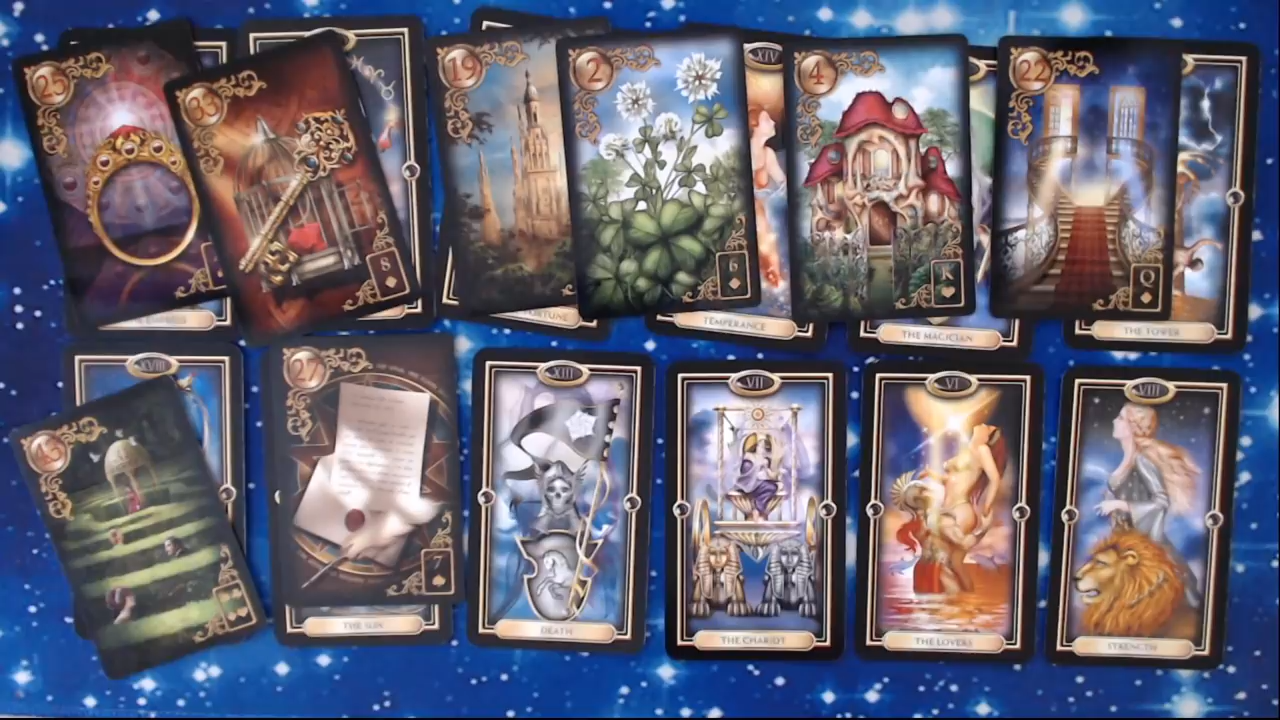 25
33
8
19
2
6
XIV
4
K
22
Q
FORTUNE
TEMPERANCE
THE MAGICIAN
THE TOWER
XVIII
45
27
7
THE SUN
XIII
DEATH
VII
THE CHARIOT
VI
THE LOVERS
VIII
STRENGTH